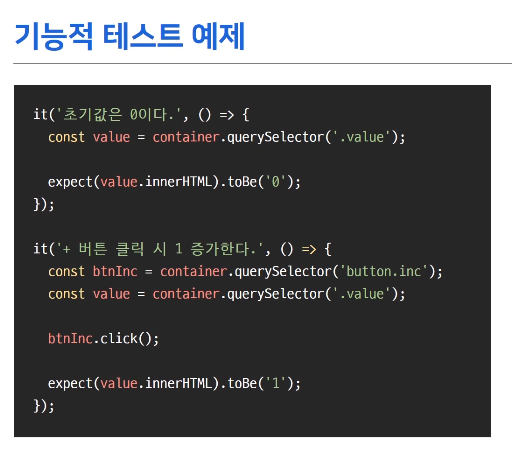 기능적 테스트 예제
it('초기값은 0이다.', () => {
  const value = container.querySelector('.value');

  expect(value.innerHTML).toBe('0');
});

it('+ 버튼 클릭 시 1 증가한다.', () => {
  const btnInc = container.querySelector('button.inc');
  const value = container.querySelector('.value');

  btnInc.click();

  expect(value.innerHTML).toBe('1');
});